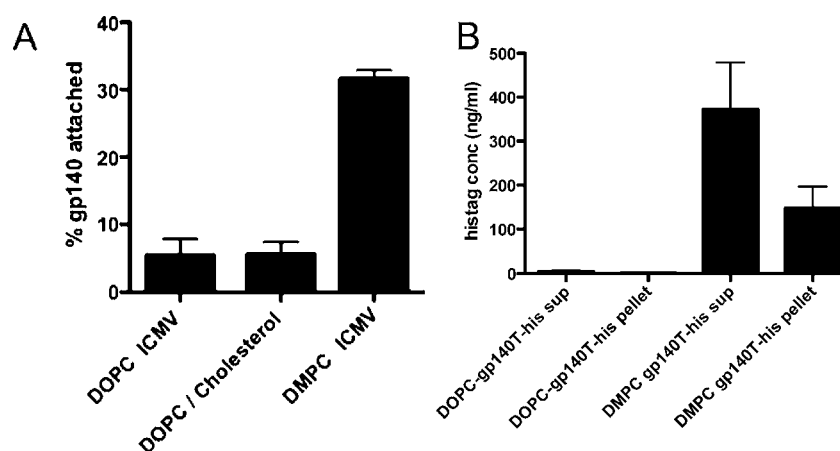 A
% gp140 attached
40
30
20
10
0
DOPC ICMV
DOPC / Cholesterol
DMPC ICMV
B
histag conc (ng/ml)
500
400
300
200
100
0
DOPC-gp140T-his sup
DOPC-gp140T-his pellet
DMPC gp140T-his sup
DMPC gp140T-his pellet